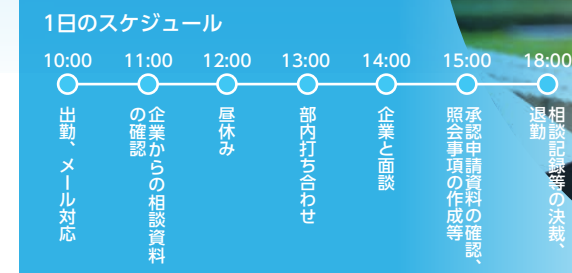 1日のスケジュール
10:00
11:00
12:00
13:00
14:00
15:00
18:00
出勤、メール対応
企業からの相談資料
の確認
昼休み
部内打ち合わせ
企業と面談
承認申請資料の確認、
照会事項の作成等
相談記録等の決裁、
退勤